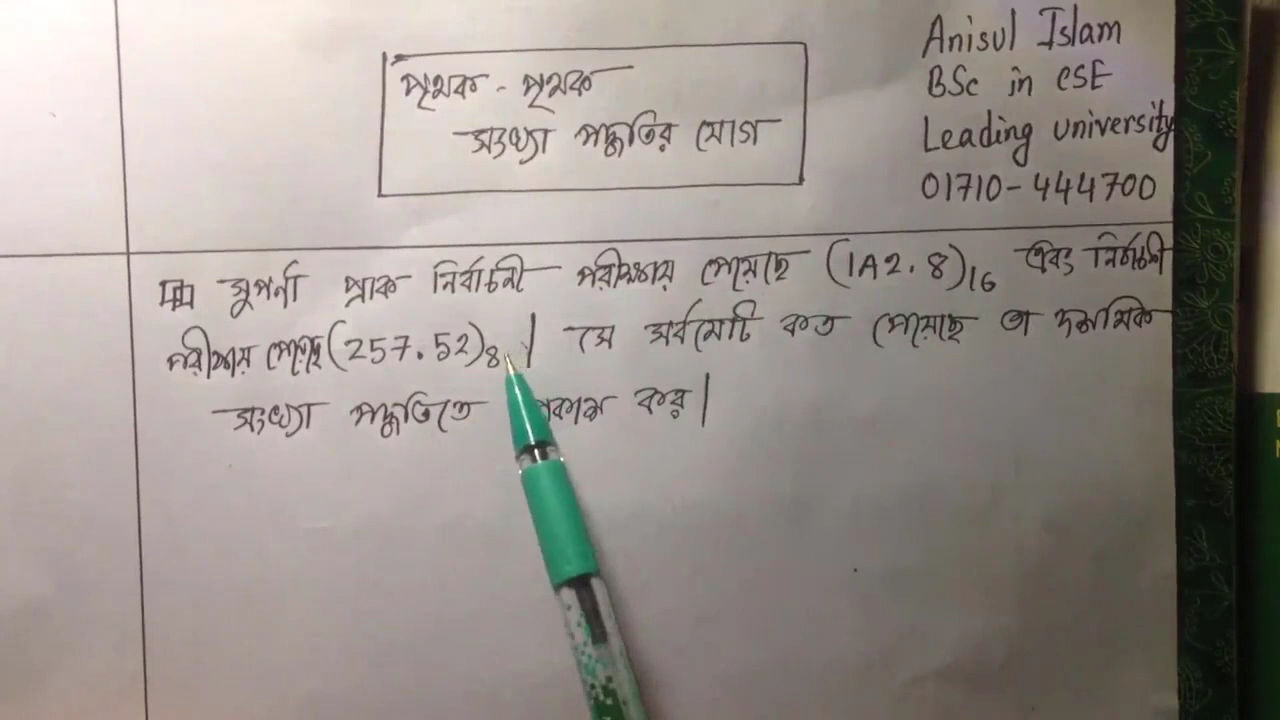 পৃথক - পৃথক
সংখ্যা পদ্ধতির যোগ
Anisul Islam
BSc in CSE
Leading University
01710-444700
সুপর্না প্রাক নির্বাচনী পরীক্ষায় পেয়েছে (1A2.8)16 এবং নির্বাচনী
পরীক্ষায় পেয়েছে (257.52)8। সে সর্বমোট কত পেয়েছে তা দশমিক
সংখ্যা পদ্ধতিতে প্রকাশ কর।